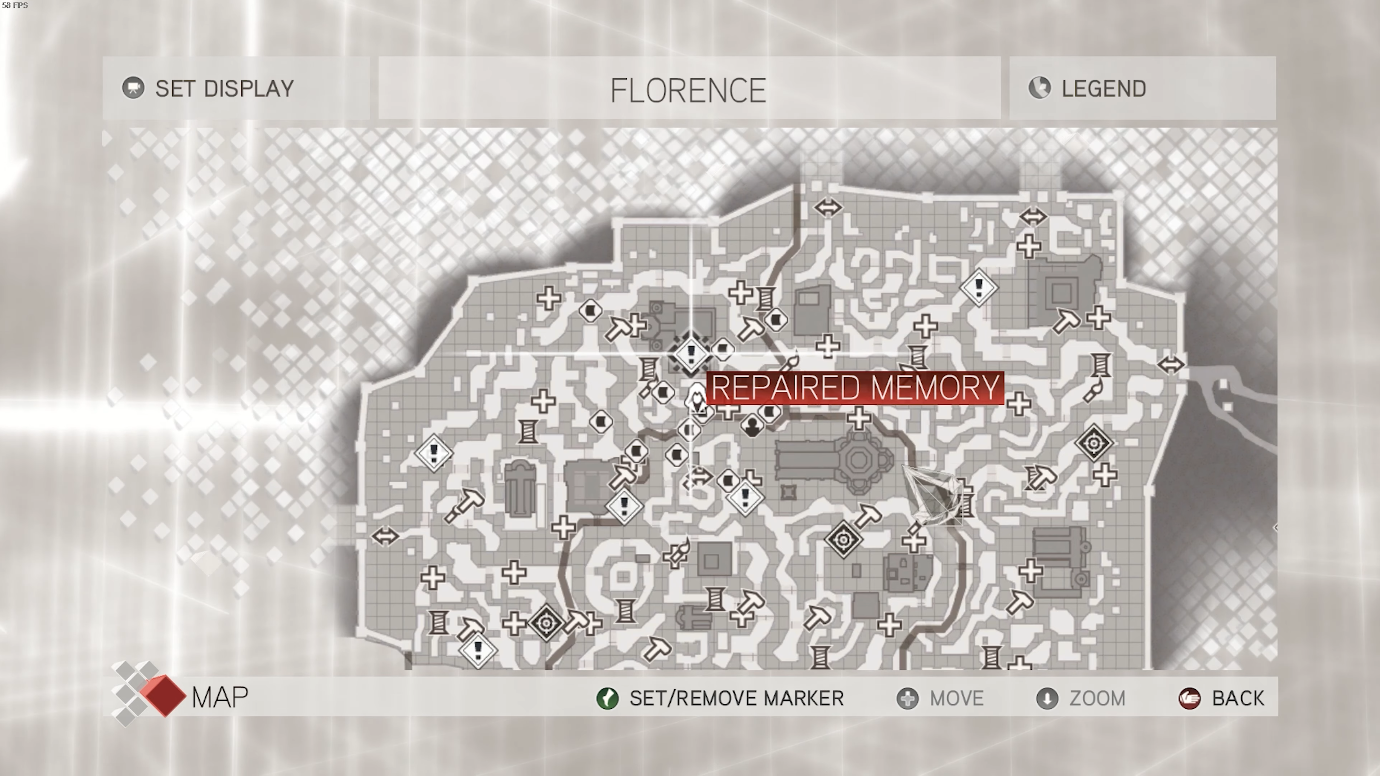 58 FPS
SET DISPLAY
FLORENCE
LEGEND
REPAIRED MEMORY
MAP
SET/REMOVE MARKER
MOVE
ZOOM
BACK